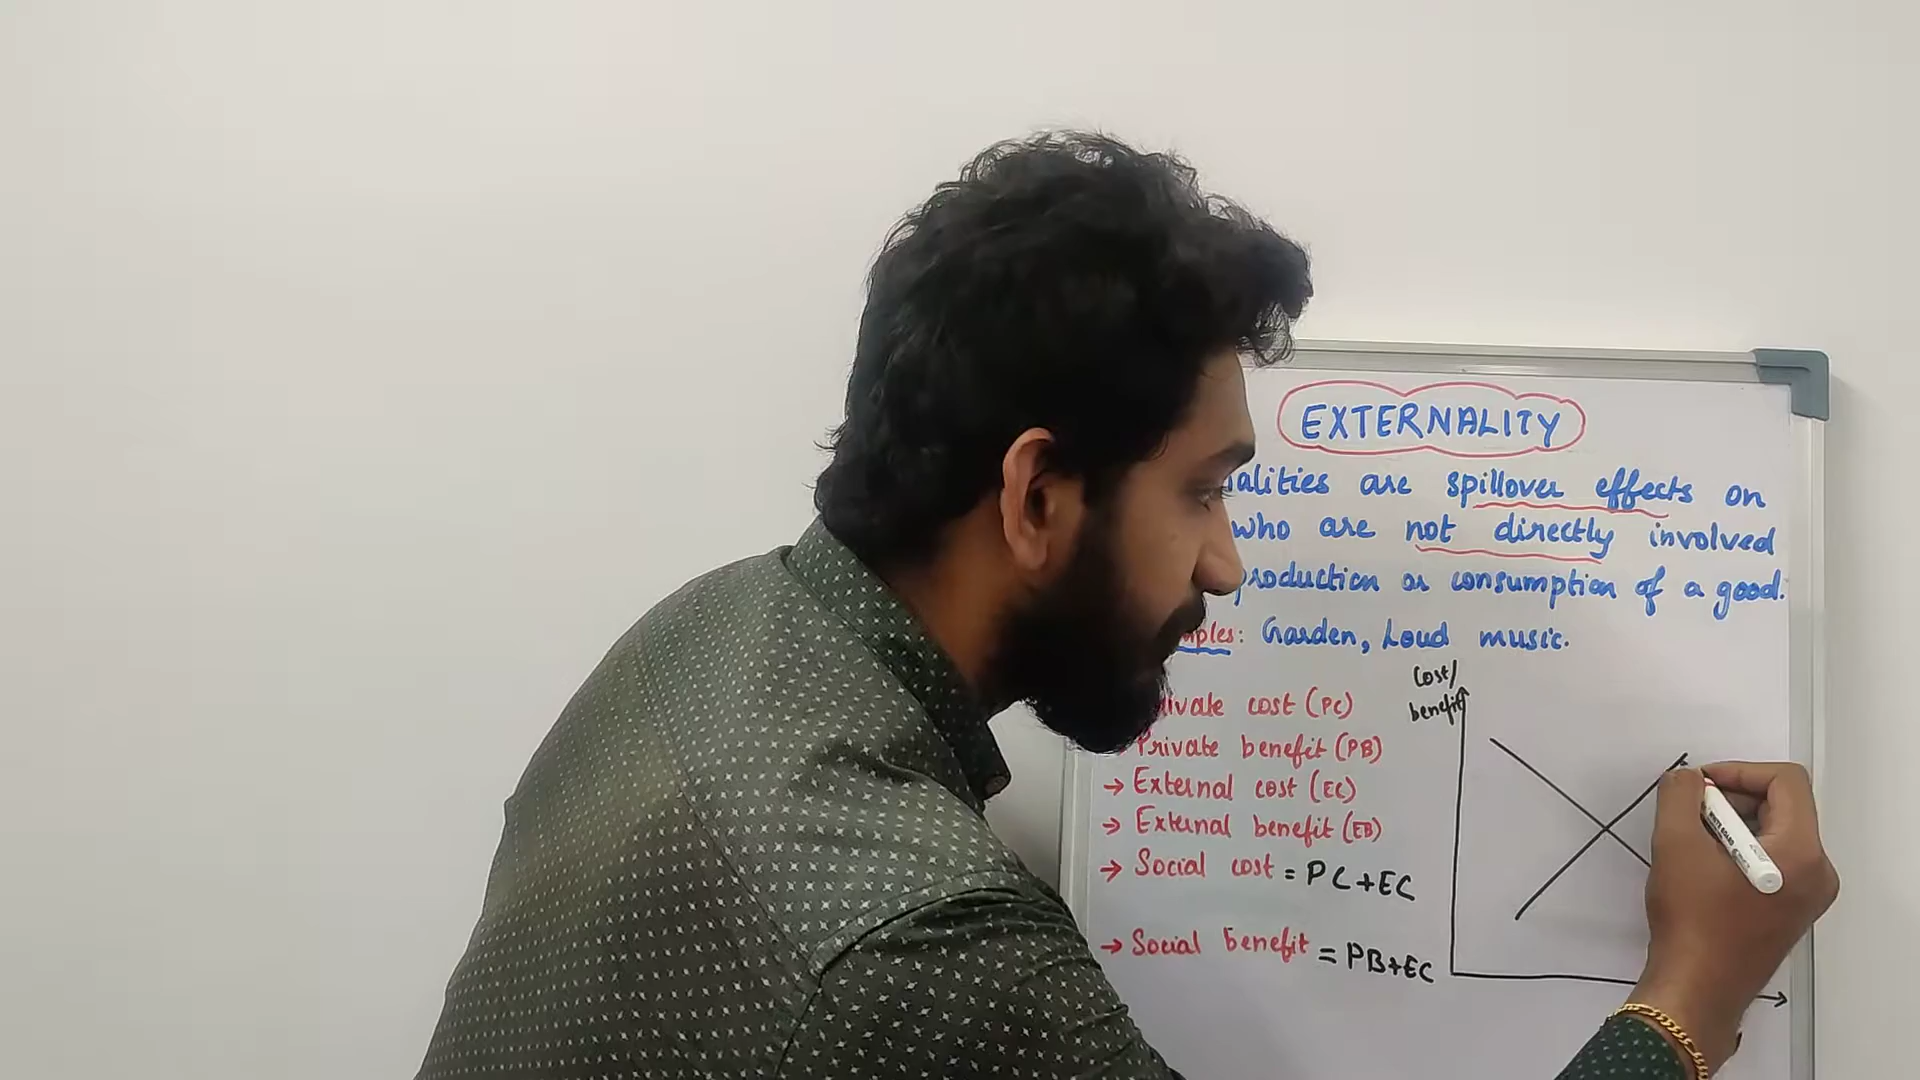 EXTERNALITY
alities are spillover effects on
who are not directly involved
production or consumption of a good.
mples: Garden, Loud music.
Cost/
benefit
Private cost (PC)
→ Private benefit (PB)
→ External cost (EC)
→ External benefit (EB)
→ Social cost = PC+EC
→ Social benefit = PB+EC